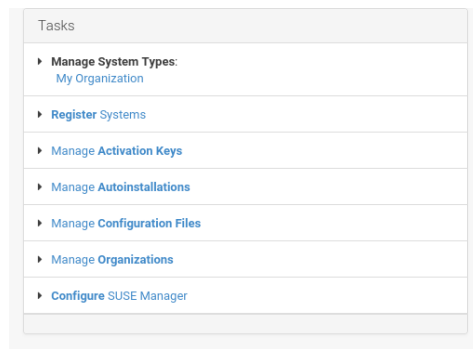 Tasks
Manage System Types:
My Organization
Register Systems
Manage Activation Keys
Manage Autoinstallations
Manage Configuration Files
Manage Organizations
Configure SUSE Manager